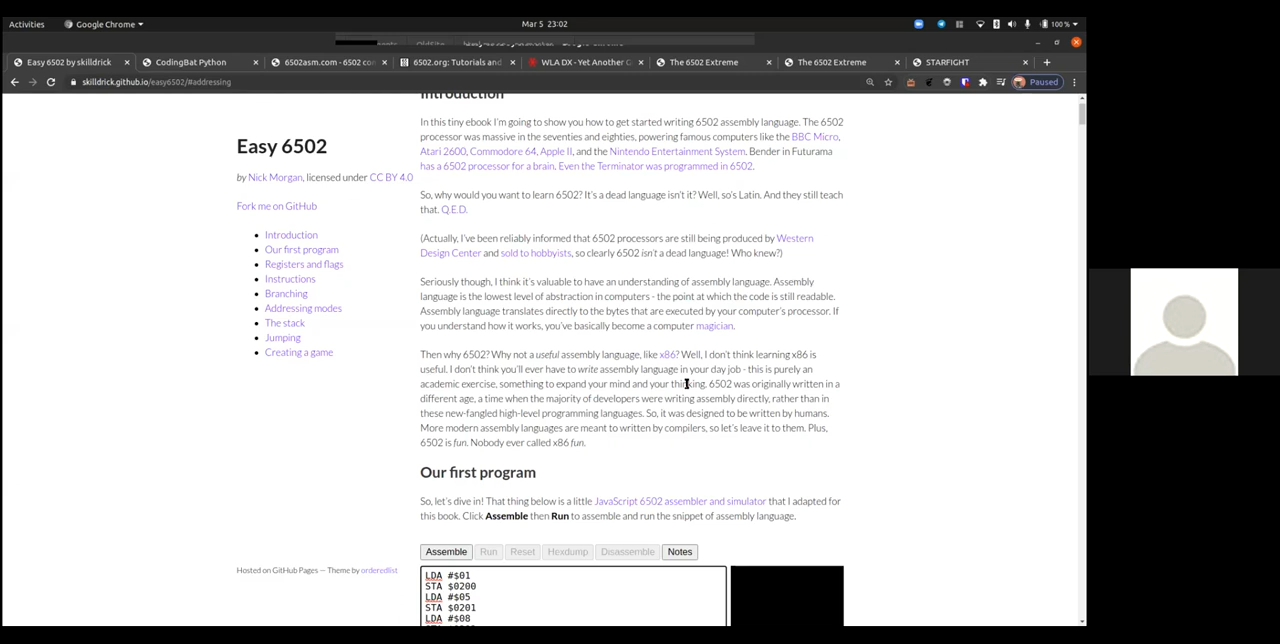 Activities
Google Chrome
Mar 5 23:02
100 %
Easy 6502 by skilldrick
CodingBat Python
6502asm.com - 6502 co
6502.org: Tutorials and
WLA DX - Yet Another G
The 6502 Extreme
The 6502 Extreme
STARFIGHT
skilldrick.github.io/easy6502/#addressing
Paused
Introduction
In this tiny ebook I'm going to show you how to get started writing 6502 assembly language. The 6502
processor was massive in the seventies and eighties, powering famous computers like the BBC Micro,
Atari 2600, Commodore 64, Apple II, and the Nintendo Entertainment System. Bender in Futurama
has a 6502 processor for a brain. Even the Terminator was programmed in 6502.
So, why would you want to learn 6502? It's a dead language isn't it? Well, so's Latin. And they still teach
that. Q.E.D.
(Actually, I've been reliably informed that 6502 processors are still being produced by Western
Design Center and sold to hobbyists, so clearly 6502 isn't a dead language! Who knew?)
Seriously though, I think it's valuable to have an understanding of assembly language. Assembly
language is the lowest level of abstraction in computers - the point at which the code is still readable.
Assembly language translates directly to the bytes that are executed by your computer's processor. If
you understand how it works, you've basically become a computer magician.
Then why 6502? Why not a useful assembly language, like x86? Well, I don't think learning x86 is
useful. I don't think you'll ever have to write assembly language in your day job - this is purely an
academic exercise, something to expand your mind and your thinking. 6502 was originally written in a
different age, a time when the majority of developers were writing assembly directly, rather than in
these new-fangled high-level programming languages. So, it was designed to be written by humans.
More modern assembly languages are meant to written by compilers, so let's leave it to them. Plus,
6502 is fun. Nobody ever called x86 fun.
Our first program
So, let's dive in! That thing below is a little JavaScript 6502 assembler and simulator that I adapted for
this book. Click Assemble then Run to assemble and run the snippet of assembly language.
Assemble
Run
Reset
Hexdump
Disassemble
Notes
LDA #$01
STA $0200
LDA #$05
STA $0201
LDA #$08
Easy 6502
by Nick Morgan, licensed under CC BY 4.0
Fork me on GitHub
Introduction
Our first program
Registers and flags
Instructions
Branching
Addressing modes
The stack
Jumping
Creating a game
Hosted on GitHub Pages — Theme by orderedlist